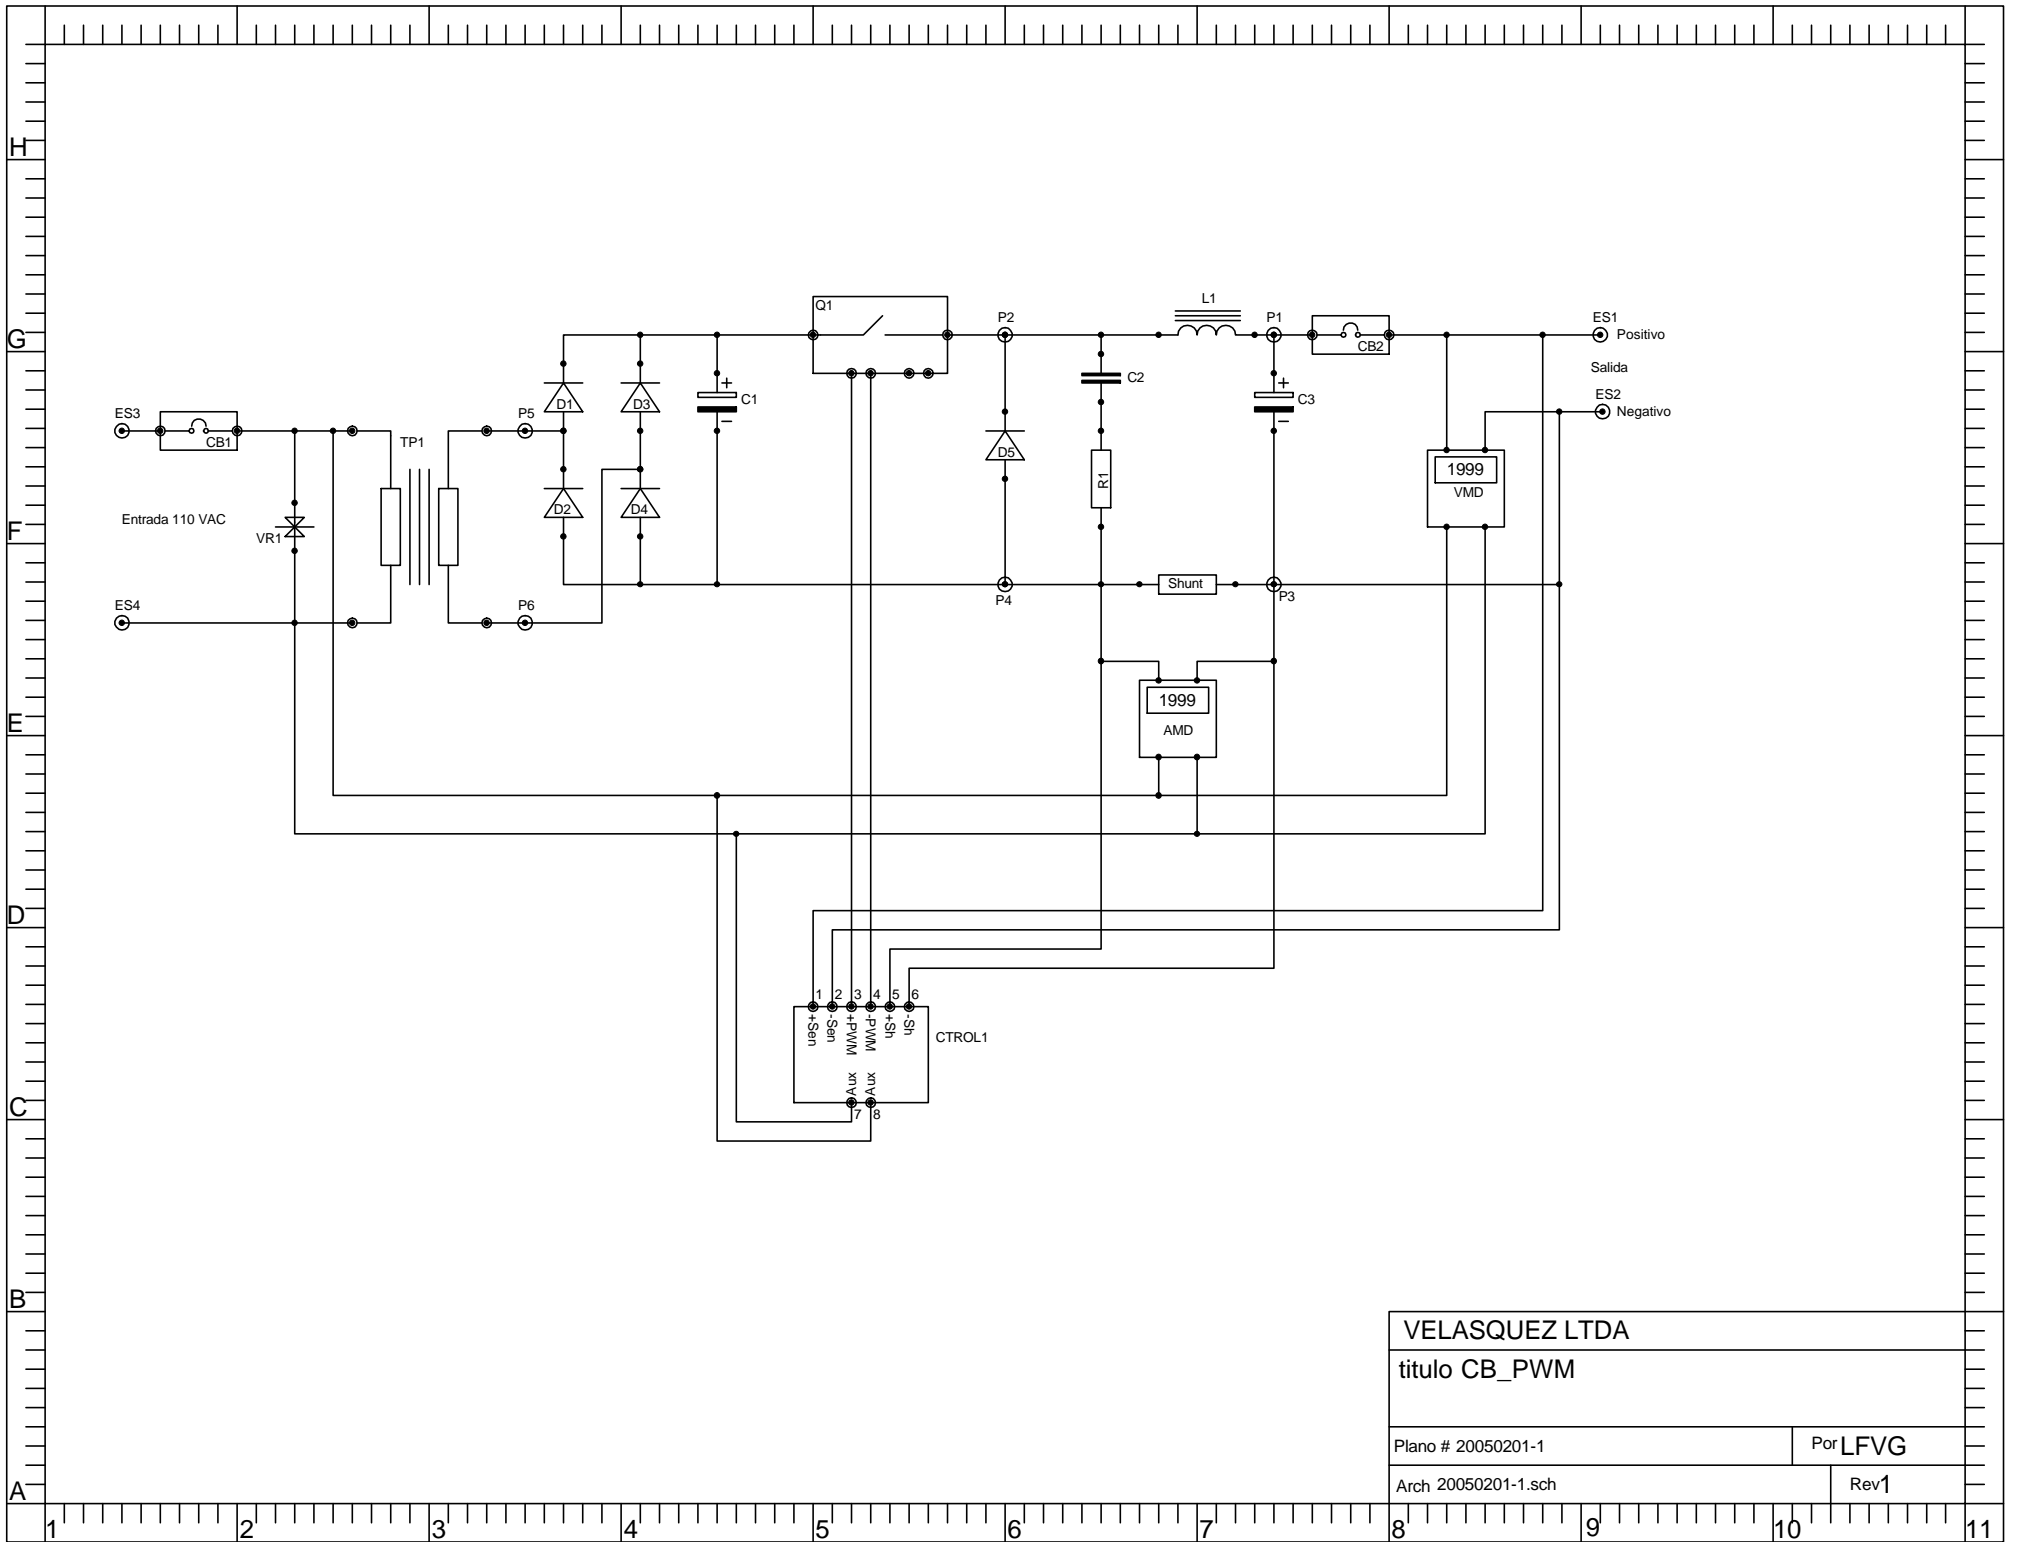 H
G
F
E
D
C
B
A
Q1
P2
L1
P1
CB2
ES1
Positivo
Salida
ES2
Negativo
D1
D3
+
C1
−
C2
+
C3
−
ES3
CB1
TP1
P5
D5
R1
1999
VMD
Entrada 110 VAC
VR1
D2
D4
Shunt
P4
P3
ES4
P6
1999
AMD
1 2 3 4 5 6
+Sen
-Sen
+PWM
-PWM
+Sh
-Sh
CTROL1
Aux
Aux
7 8
VELASQUEZ LTDA
titulo CB_PWM
Plano # 20050201-1
Por LFVG
Arch 20050201-1.sch
Rev 1
1 2 3 4 5 6 7 8 9 10 11